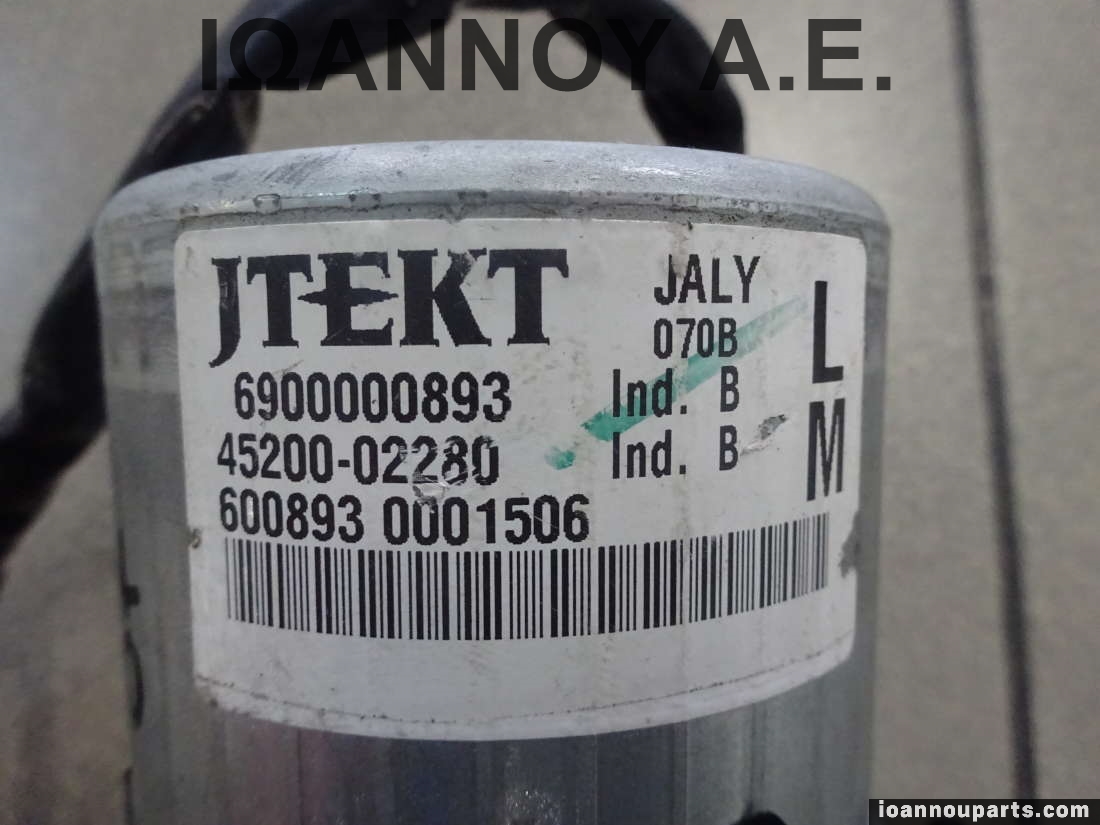 ΙΩΑΝΝΟΥ Α.Ε.
JTEKT
JALY
070B
L
M
6900000893
Ind. B
45200-02280
Ind. B
600893 0001506
ioannouparts.com